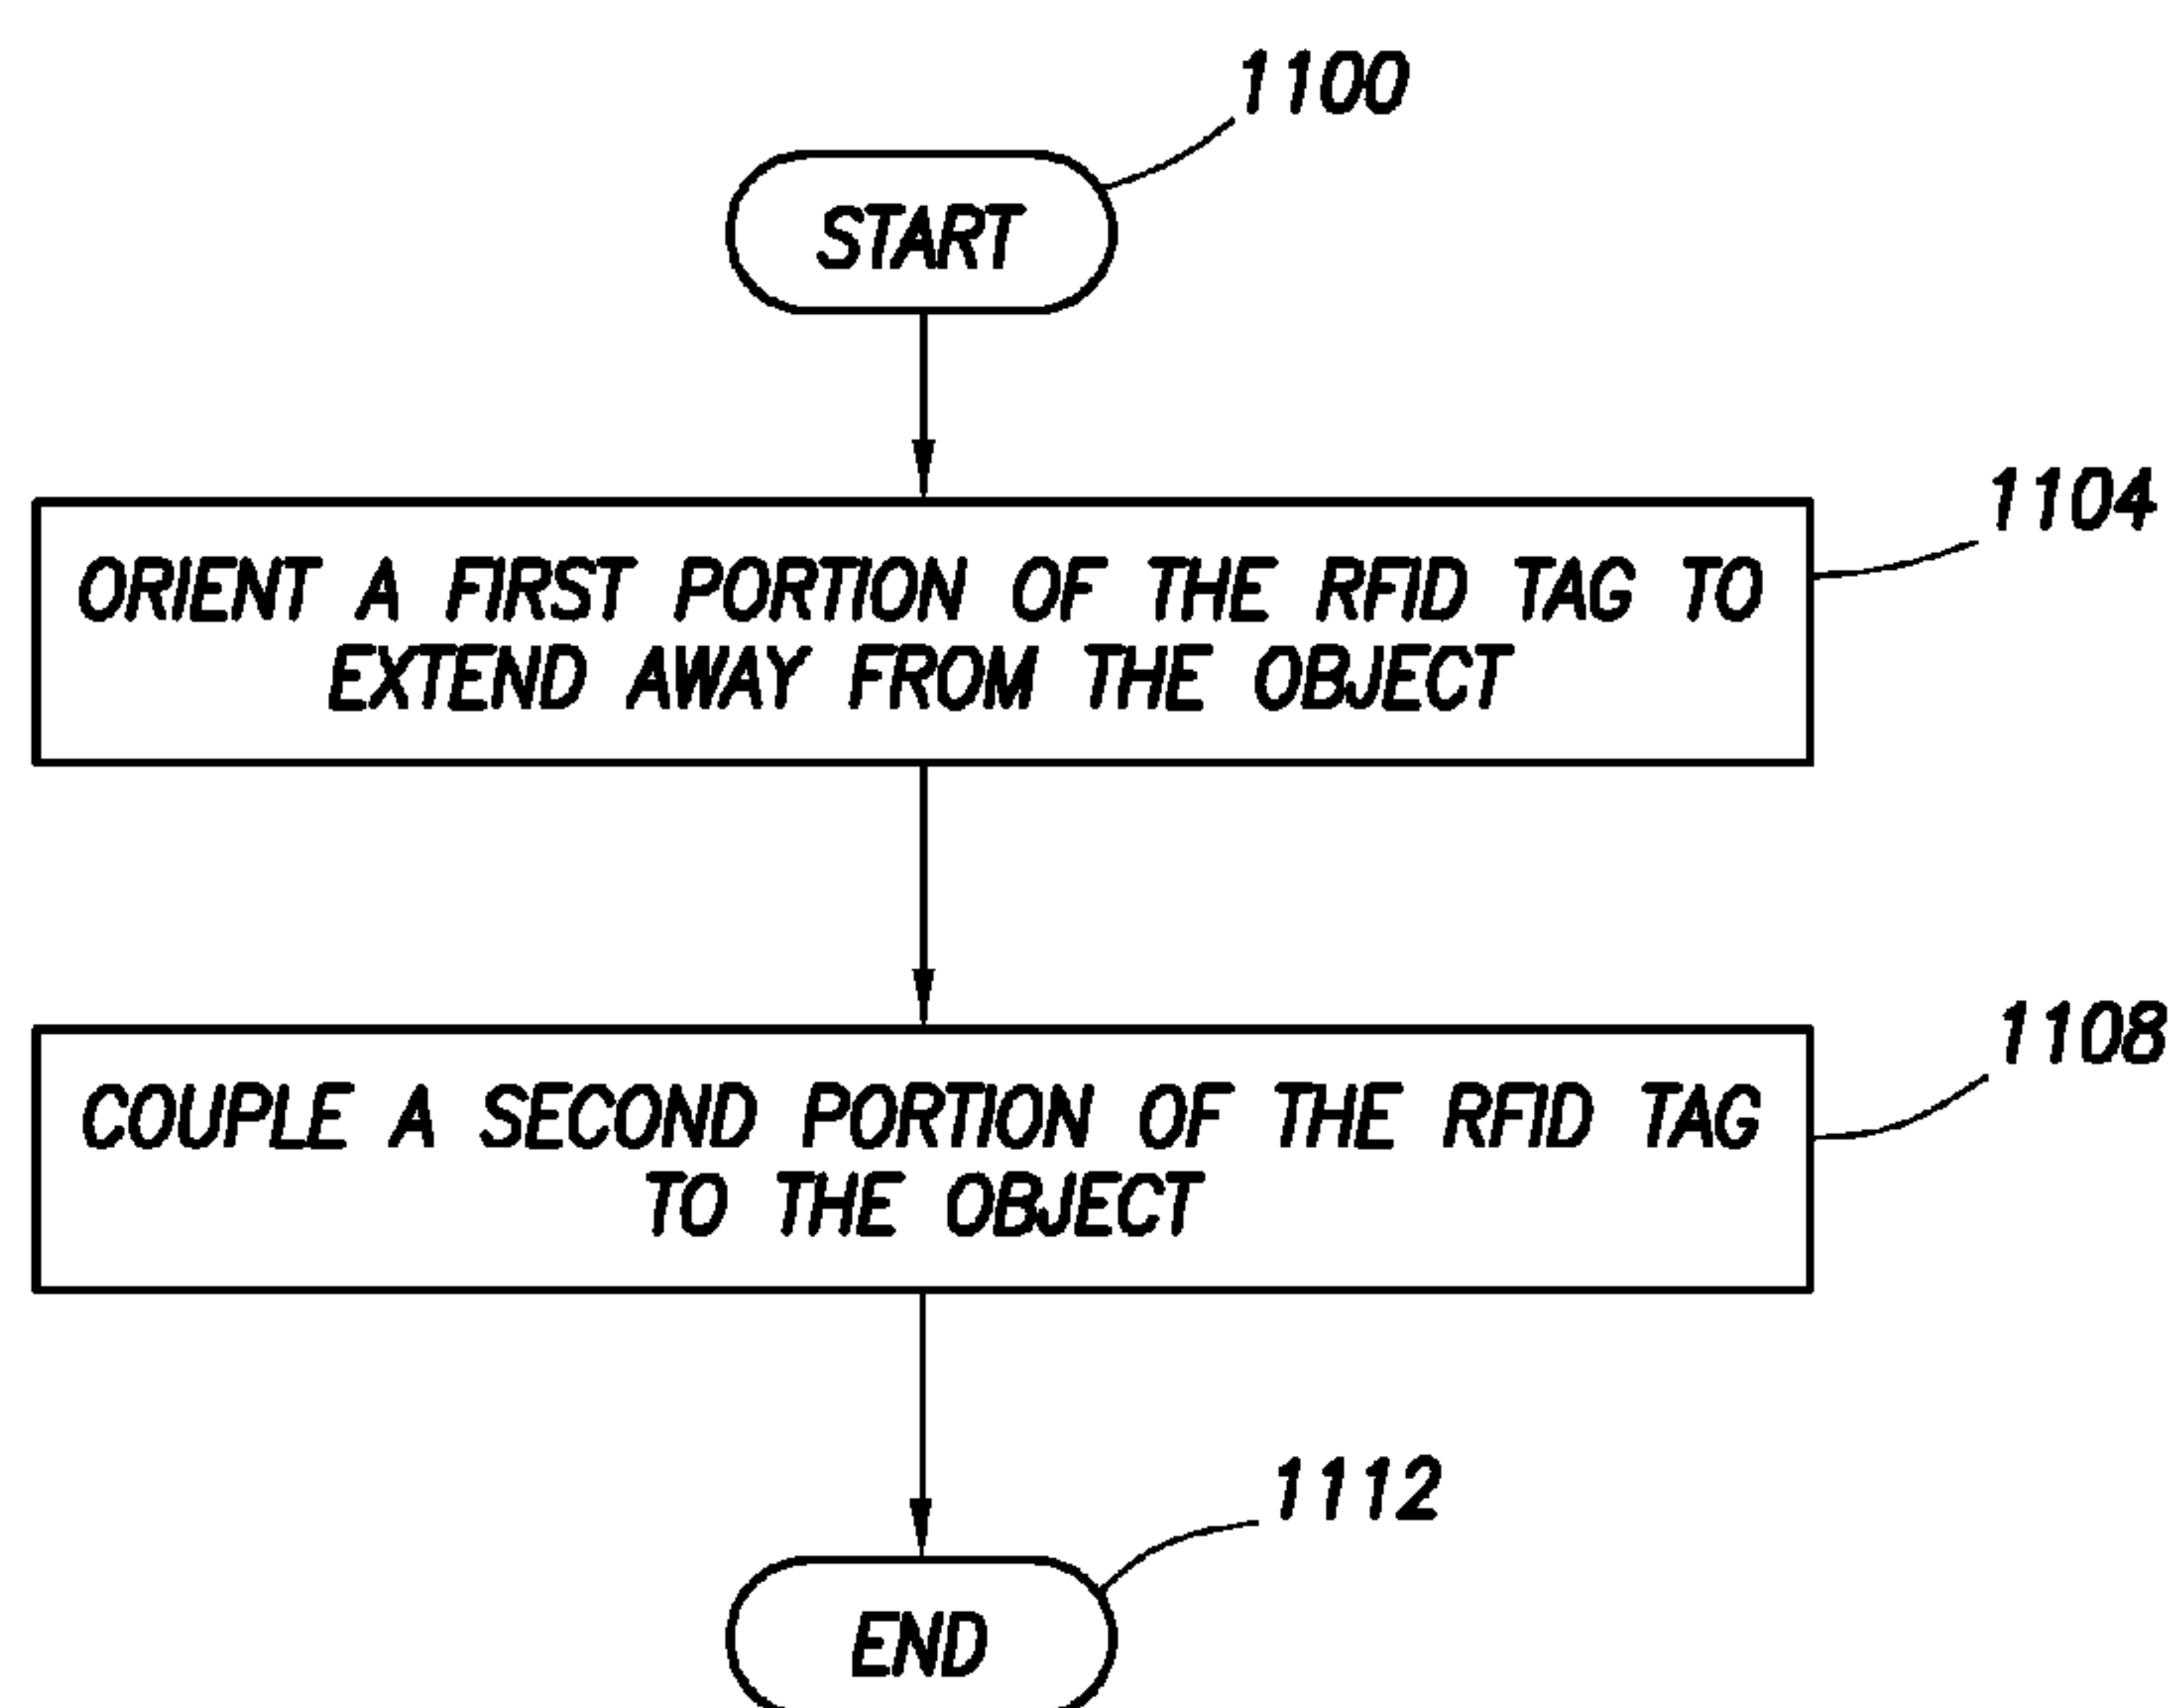 1100
START
1104
ORIENT A FIRST PORTION OF THE RFID TAG TO
EXTEND AWAY FROM THE OBJECT
1108
COUPLE A SECOND PORTION OF THE RFID TAG
TO THE OBJECT
1112
END